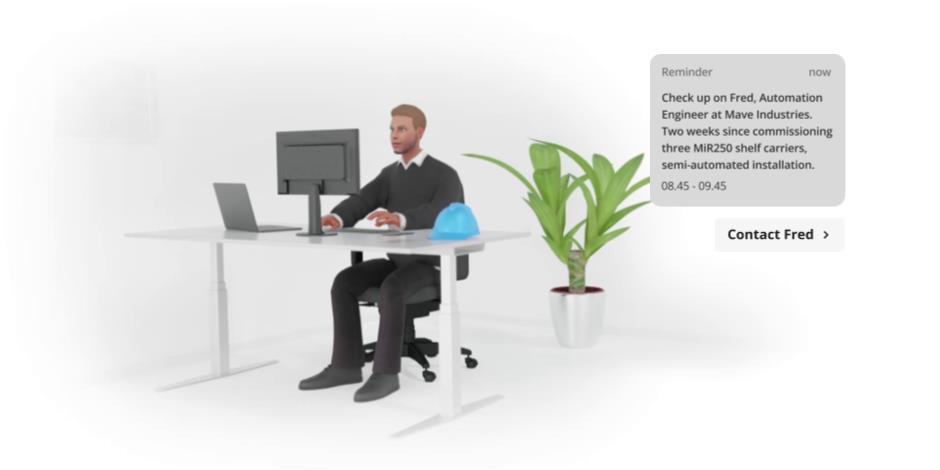 Reminder now
Check up on Fred, Automation
Engineer at Mave Industries.
Two weeks since commissioning
three MiR250 shelf carriers,
semi-automated installation.
08.45 - 09.45
Contact Fred